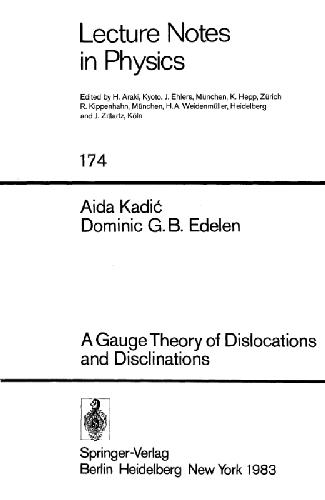 Lecture Notes
in Physics
Edited by H. Araki, Kyoto, J. Ehlers, München, K. Hepp, Zürich
R. Kippenhahn, München, H. A. Weidenmüller, Heidelberg
and J. Zittartz, Köln
174
Aida Kadić
Dominic G. B. Edelen
A Gauge Theory of Dislocations
and Disclinations
Springer-Verlag
Berlin Heidelberg New York 1983